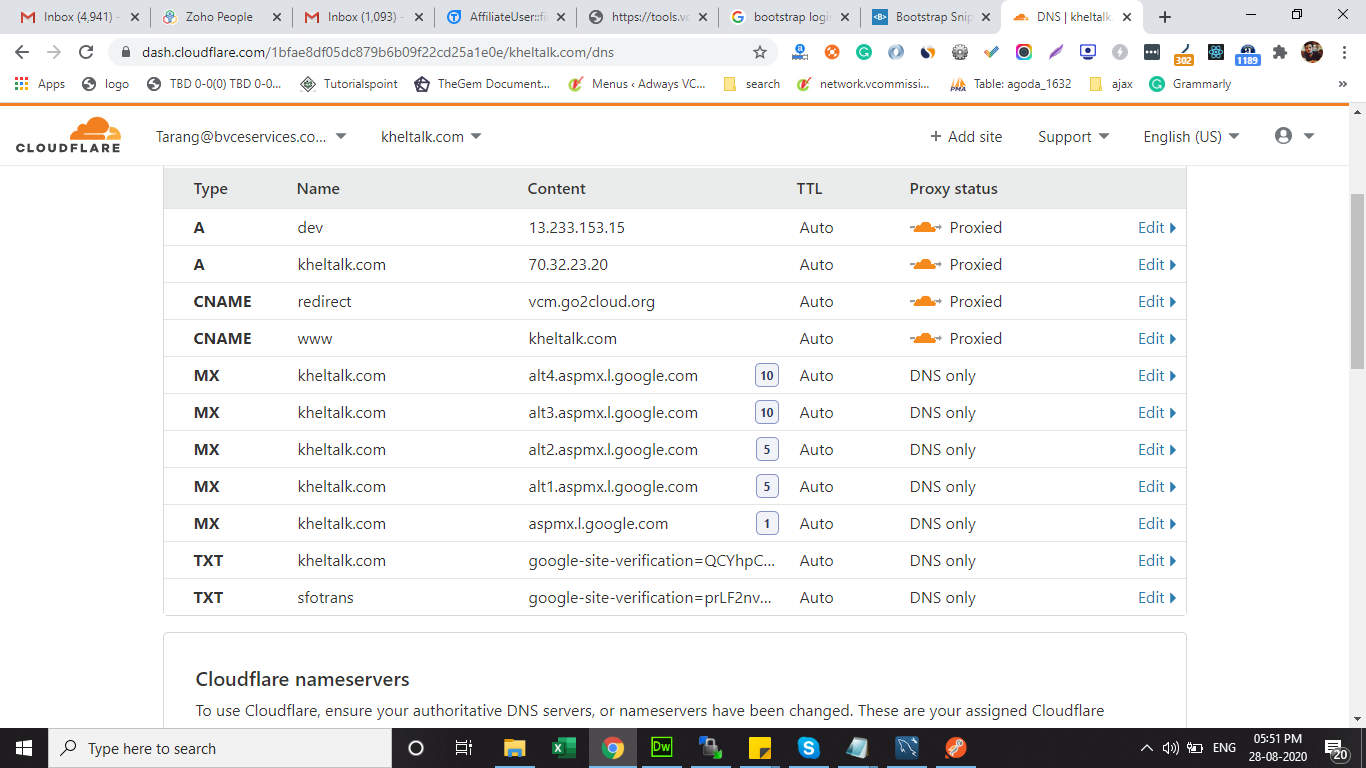 Inbox (4,941) -
Zoho People
Inbox (1,093) -
AffiliateUser::fi
https://tools.vc
bootstrap logi
Bootstrap Snip
DNS | kheltalk.
dash.cloudflare.com/1bfae8df05dc879b6b09f22cd25a1e0e/kheltalk.com/dns
302
1189
Apps
logo
TBD 0-0(0) TBD 0-0...
Tutorialspoint
TheGem Document...
Menus ‹ Adways VC...
search
network.vcommissi...
PMA
Table: agoda_1632
ajax
Grammarly
»
CLOUDFLARE
Tarang@bvceservices.co...
kheltalk.com
+ Add site
Support
English (US)
Type Name Content TTL Proxy status
A dev 13.233.153.15 Auto Proxied Edit
A kheltalk.com 70.32.23.20 Auto Proxied Edit
CNAME redirect vcm.go2cloud.org Auto Proxied Edit
CNAME www kheltalk.com Auto Proxied Edit
MX kheltalk.com alt4.aspmx.l.google.com 10 Auto DNS only Edit
MX kheltalk.com alt3.aspmx.l.google.com 10 Auto DNS only Edit
MX kheltalk.com alt2.aspmx.l.google.com 5 Auto DNS only Edit
MX kheltalk.com alt1.aspmx.l.google.com 5 Auto DNS only Edit
MX kheltalk.com aspmx.l.google.com 1 Auto DNS only Edit
TXT kheltalk.com google-site-verification=QCYhpC... Auto DNS only Edit
TXT sfotrans google-site-verification=prLF2nv... Auto DNS only Edit
Cloudflare nameservers
To use Cloudflare, ensure your authoritative DNS servers, or nameservers have been changed. These are your assigned Cloudflare
Type here to search
Dw
ENG
05:51 PM
28-08-2020
20